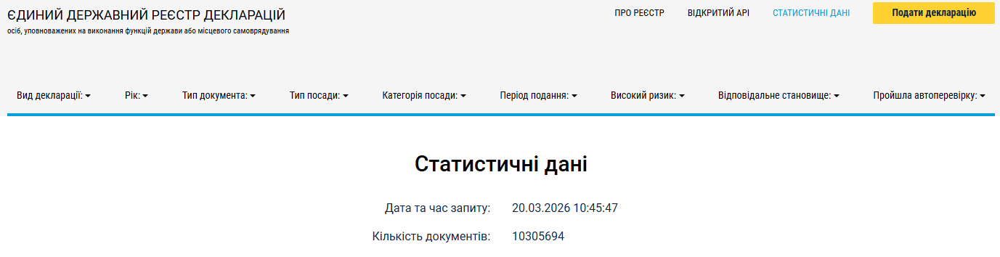 ЄДИНИЙ ДЕРЖАВНИЙ РЕЄСТР ДЕКЛАРАЦІЙ
осіб, уповноважених на виконання функцій держави або місцевого самоврядування
ПРО РЕЄСТР ВІДКРИТИЙ АРІ СТАТИСТИЧНІ ДАНІ Подати декларацію
Вид декларації: Рік: Тип документа: Тип посади: Категорія посади: Період подання: Високий ризик: Відповідальне становище: Пройшла автоперевірку:
Статистичні дані
Дата та час запиту: 20.03.2026 10:45:47
Кількість документів: 10305694